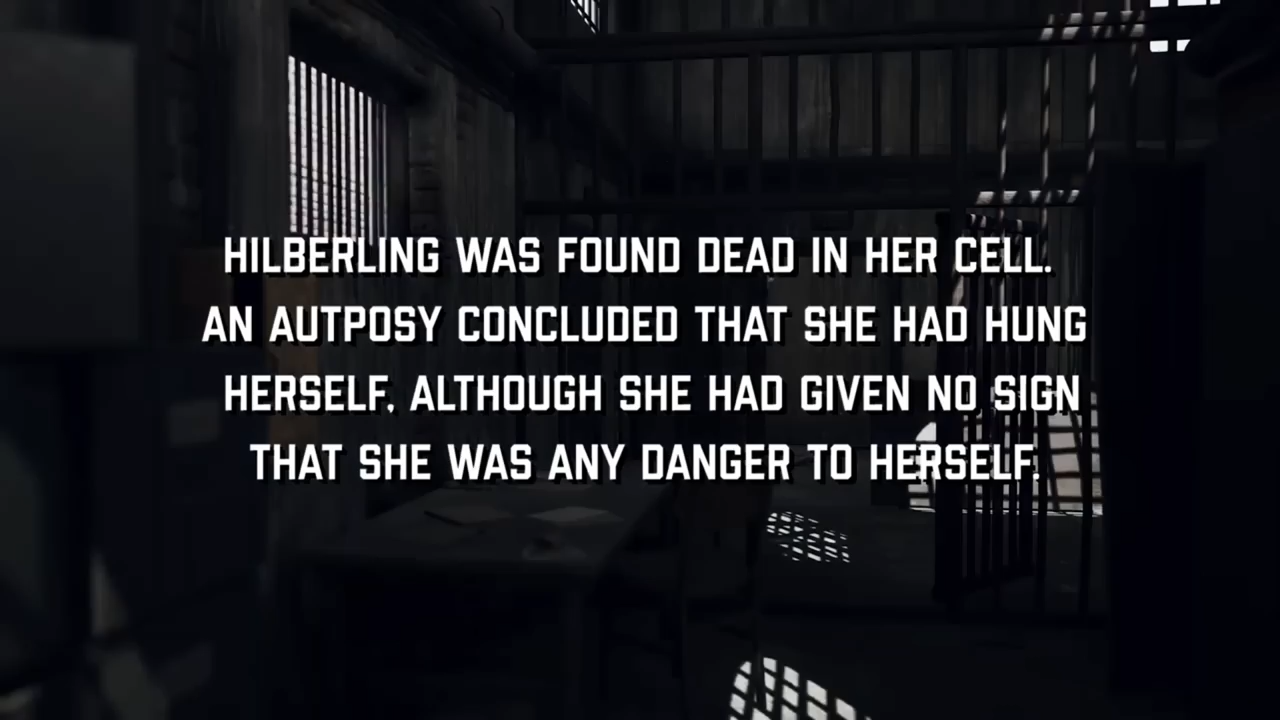 HILBERLING WAS FOUND DEAD IN HER CELL.
AN AUTPOSY CONCLUDED THAT SHE HAD HUNG
HERSELF, ALTHOUGH SHE HAD GIVEN NO SIGN
THAT SHE WAS ANY DANGER TO HERSELF.